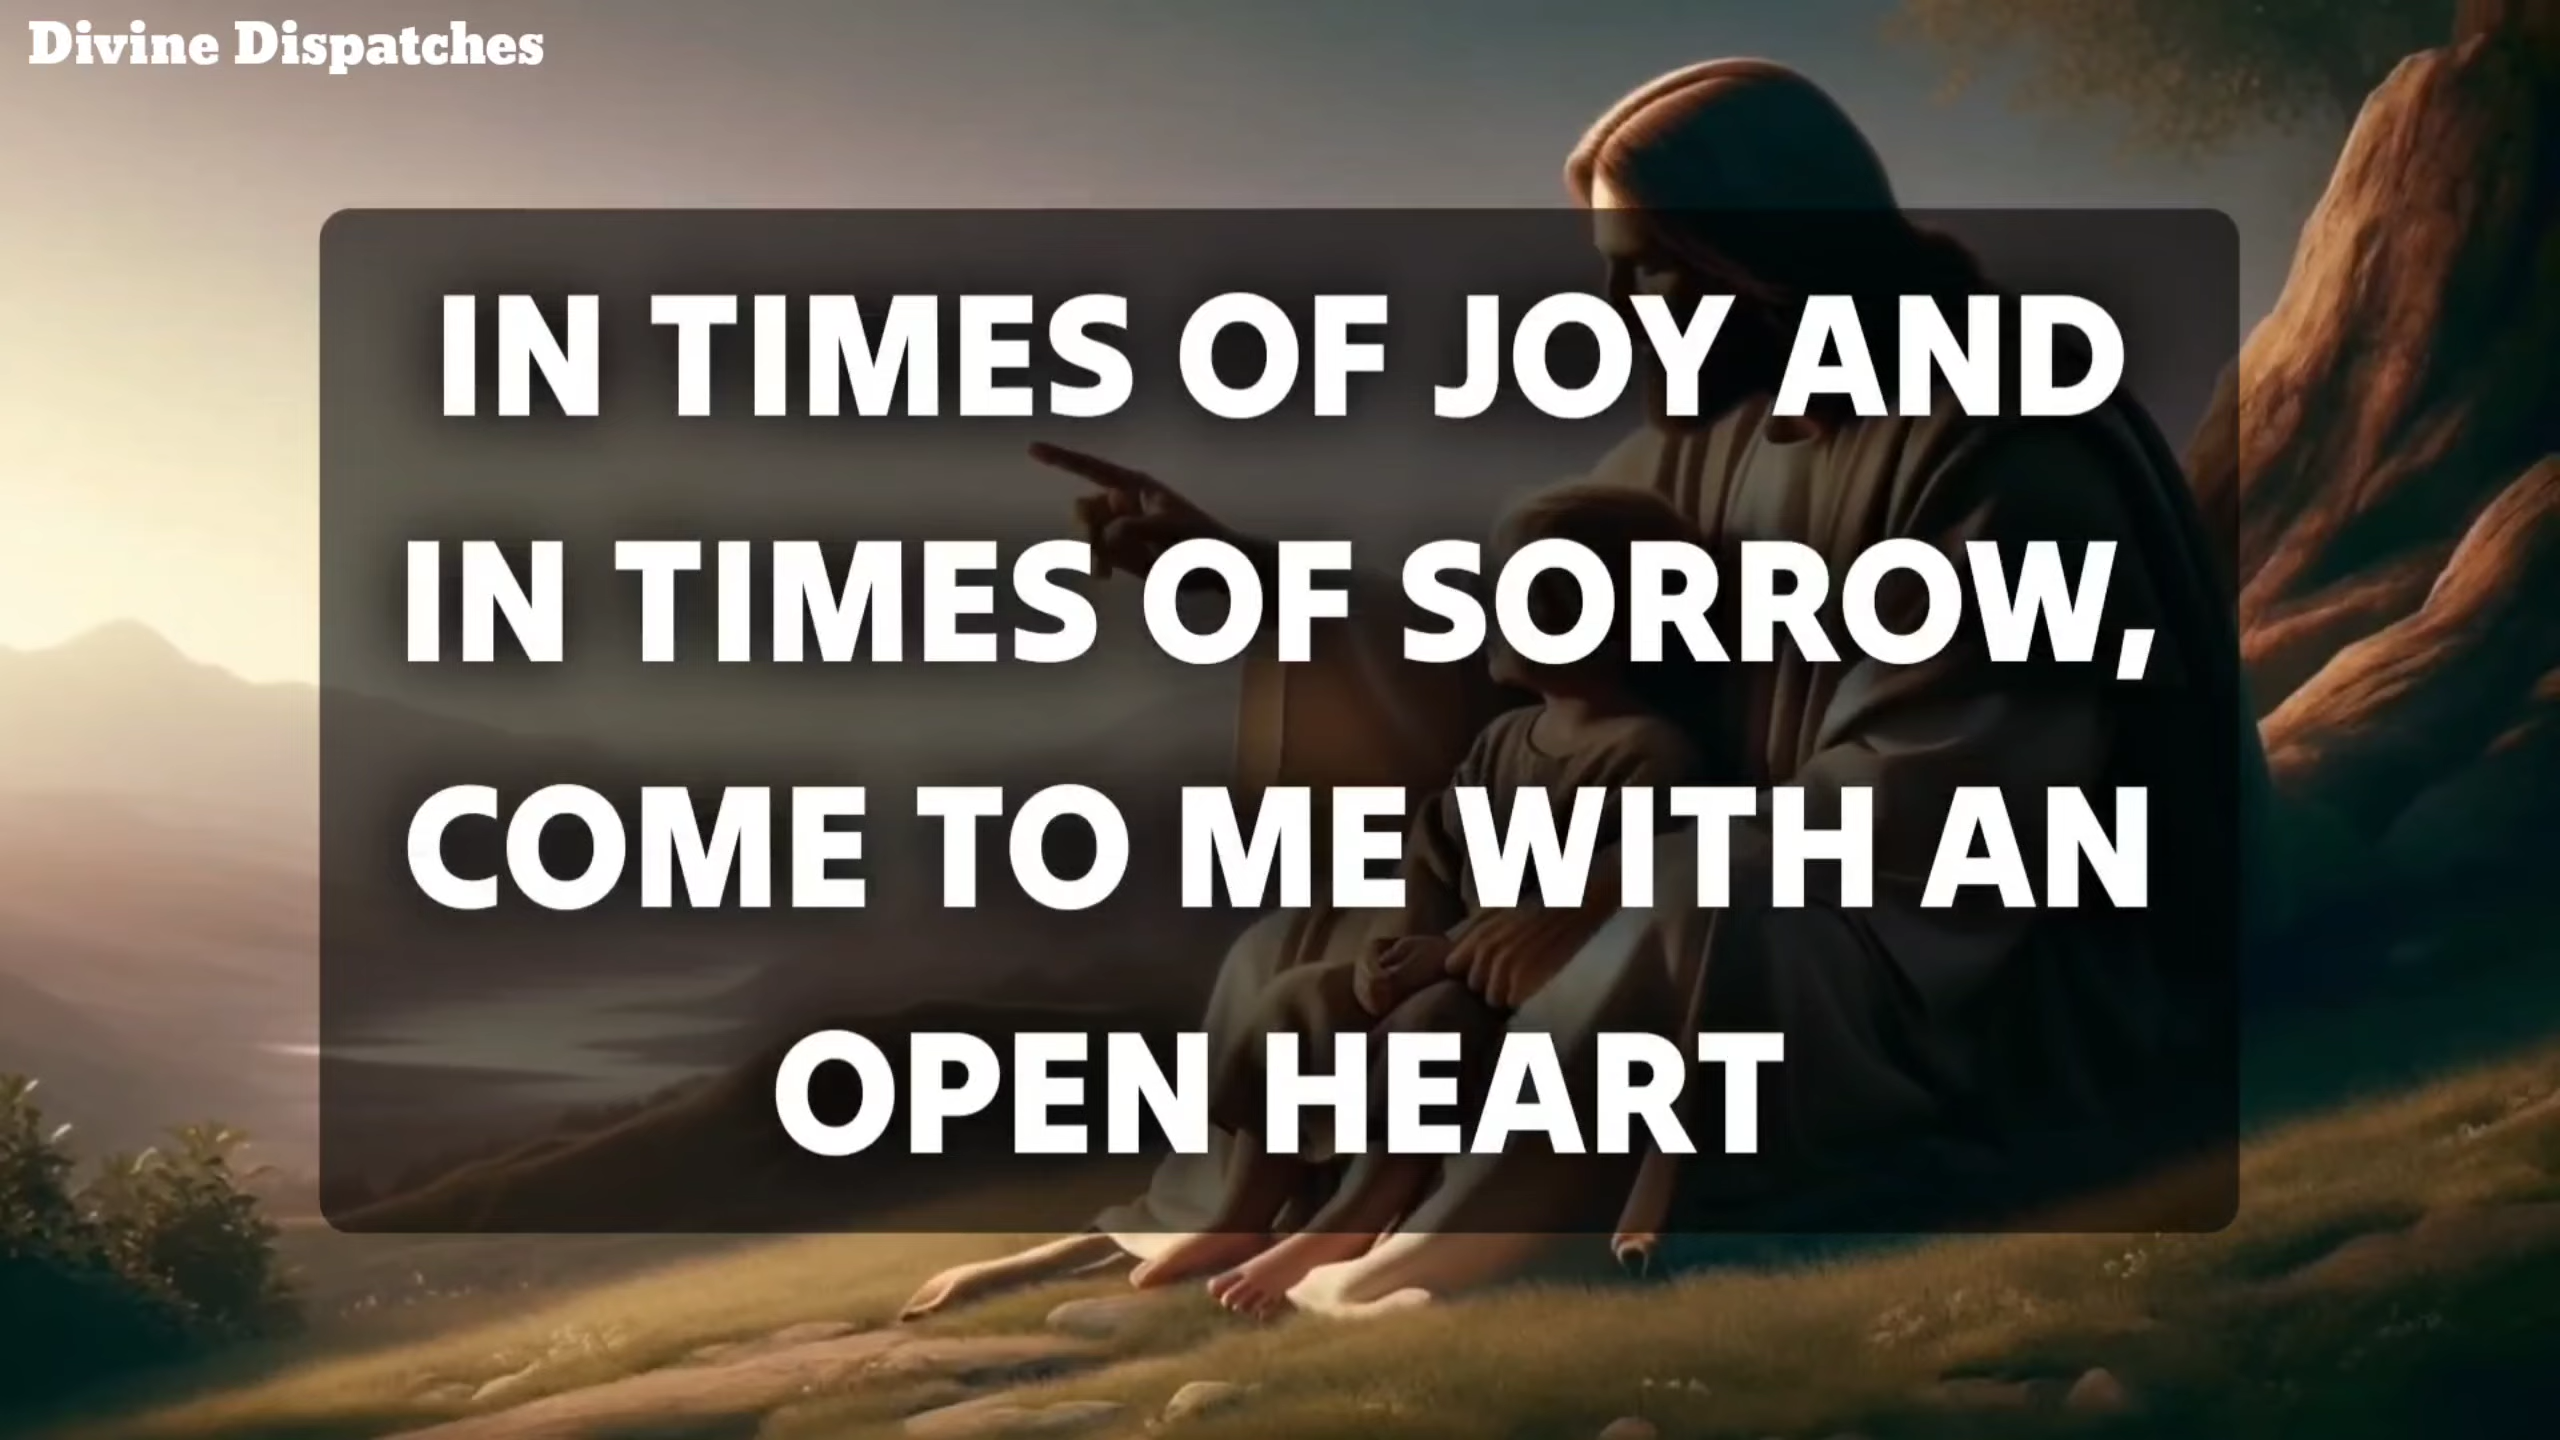 Divine Dispatches
IN TIMES OF JOY AND
IN TIMES OF SORROW,
COME TO ME WITH AN
OPEN HEART